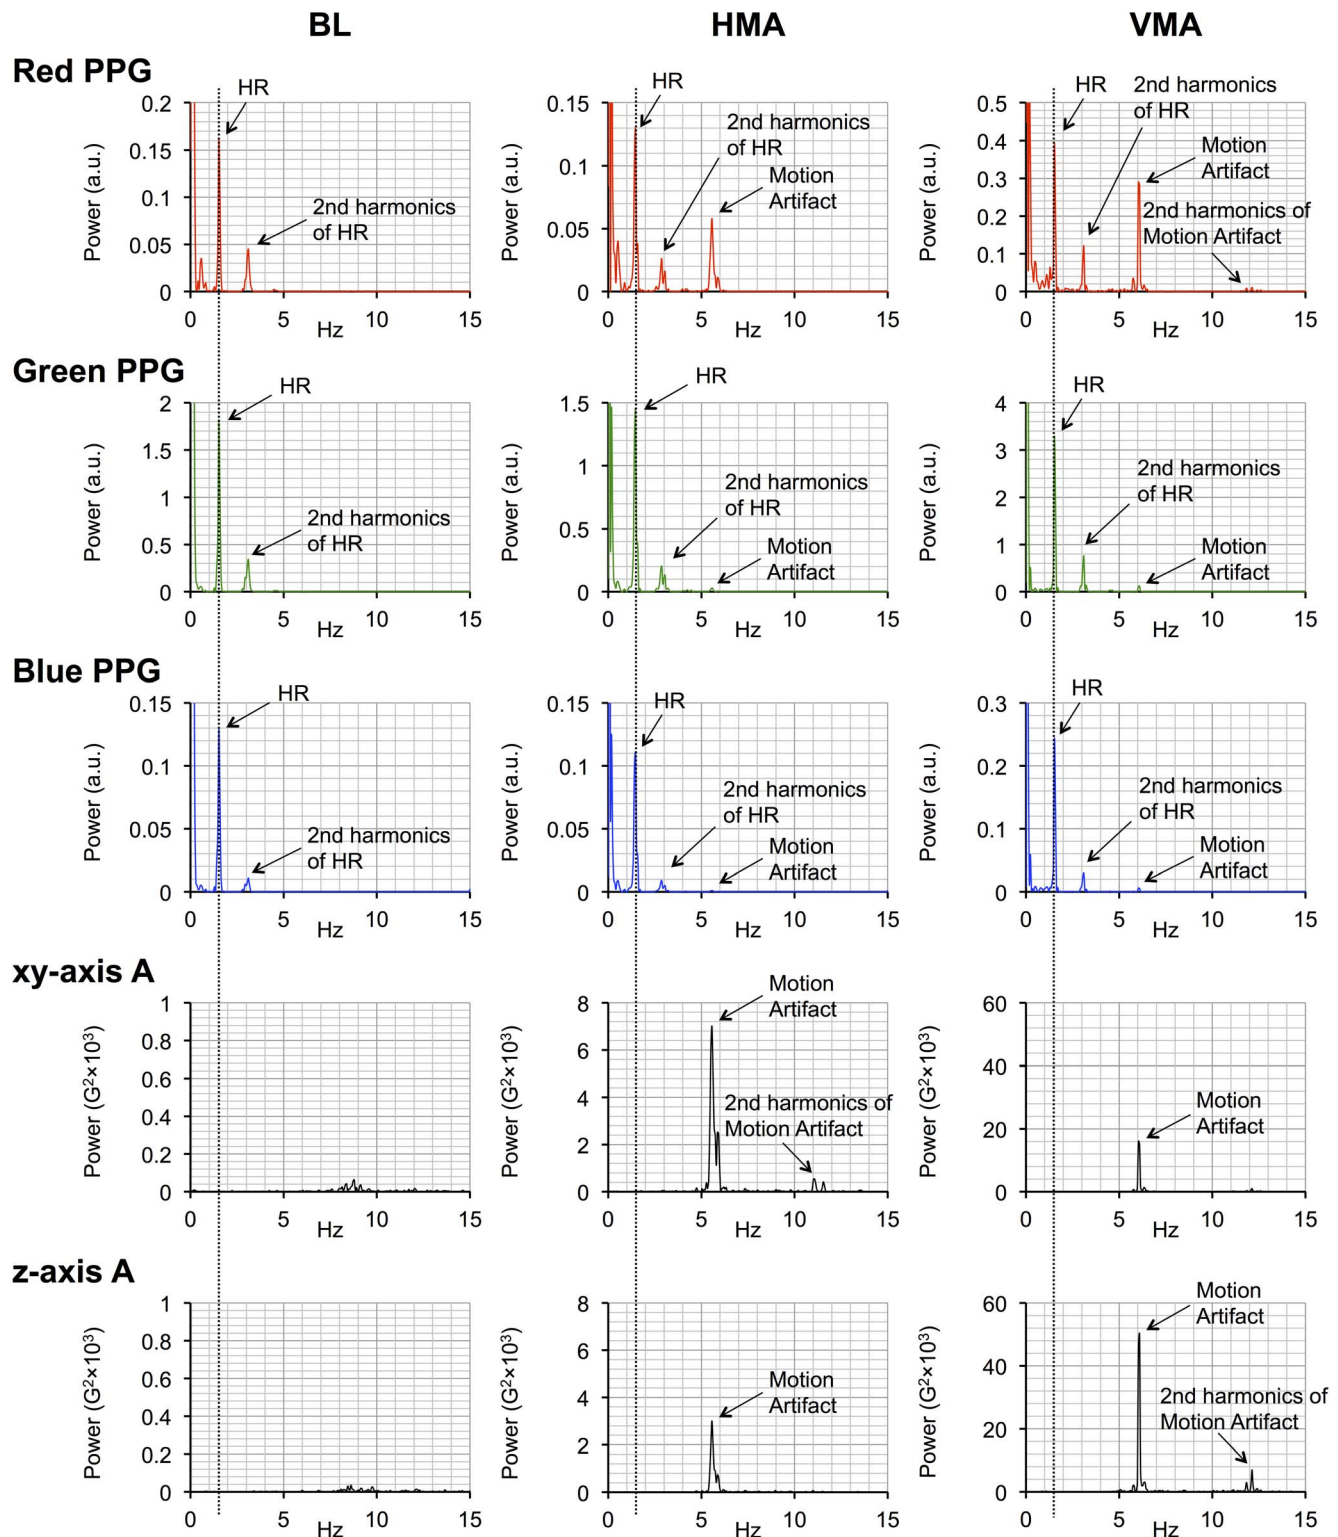 BL HMA VMA
Red PPG
HR
2nd harmonics
of HR
Power (a.u.)
0.2
0.15
0.1
0.05
0
0 5 10 15
Hz
HR
2nd harmonics
of HR
Motion
Artifact
Power (a.u.)
0.15
0.1
0.05
0
0 5 10 15
Hz
HR
2nd harmonics
of HR
Motion
Artifact
2nd harmonics of
Motion Artifact
Power (a.u.)
0.5
0.4
0.3
0.2
0.1
0
0 5 10 15
Hz
Green PPG
HR
2nd harmonics
of HR
Power (a.u.)
2
1.5
1
0.5
0
0 5 10 15
Hz
HR
2nd harmonics
of HR
Motion
Artifact
Power (a.u.)
1.5
1
0.5
0
0 5 10 15
Hz
HR
2nd harmonics
of HR
Motion
Artifact
Power (a.u.)
4
3
2
1
0
0 5 10 15
Hz
Blue PPG
HR
2nd harmonics
of HR
Power (a.u.)
0.15
0.1
0.05
0
0 5 10 15
Hz
HR
2nd harmonics
of HR
Motion
Artifact
Power (a.u.)
0.15
0.1
0.05
0
0 5 10 15
Hz
HR
2nd harmonics
of HR
Motion
Artifact
Power (a.u.)
0.3
0.2
0.1
0
0 5 10 15
Hz
xy-axis A
Power (G²×10³)
1
0.8
0.6
0.4
0.2
0
0 5 10 15
Hz
Motion
Artifact
2nd harmonics of
Motion Artifact
Power (G²×10³)
8
6
4
2
0
0 5 10 15
Hz
Motion
Artifact
Power (G²×10³)
60
40
20
0
0 5 10 15
Hz
z-axis A
Power (G²×10³)
1
0.8
0.6
0.4
0.2
0
0 5 10 15
Hz
Motion
Artifact
Power (G²×10³)
8
6
4
2
0
0 5 10 15
Hz
Motion
Artifact
2nd harmonics of
Motion Artifact
Power (G²×10³)
60
40
20
0
0 5 10 15
Hz